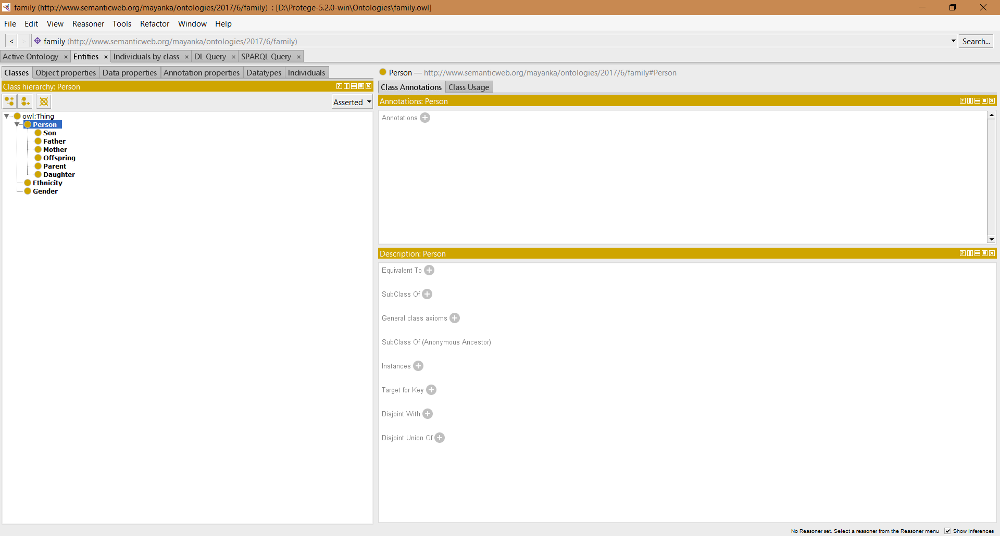 family (http://www.semanticweb.org/mayanka/ontologies/2017/6/family) : [D:\Protege-5.2.0-win\Ontologies\family.owl]
File Edit View Reasoner Tools Refactor Window Help
< > family (http://www.semanticweb.org/mayanka/ontologies/2017/6/family) Search...
Active Ontology × Entities × Individuals by class × DL Query × SPARQL Query ×
Classes Object properties Data properties Annotation properties Datatypes Individuals
Class hierarchy: Person
Asserted
owl:Thing
Person
Son
Father
Mother
Offspring
Parent
Daughter
Ethnicity
Gender
Person — http://www.semanticweb.org/mayanka/ontologies/2017/6/family#Person
Class Annotations Class Usage
Annotations: Person
Annotations
Description: Person
Equivalent To
SubClass Of
General class axioms
SubClass Of (Anonymous Ancestor)
Instances
Target for Key
Disjoint With
Disjoint Union Of
No Reasoner set. Select a reasoner from the Reasoner menu Show Inferences